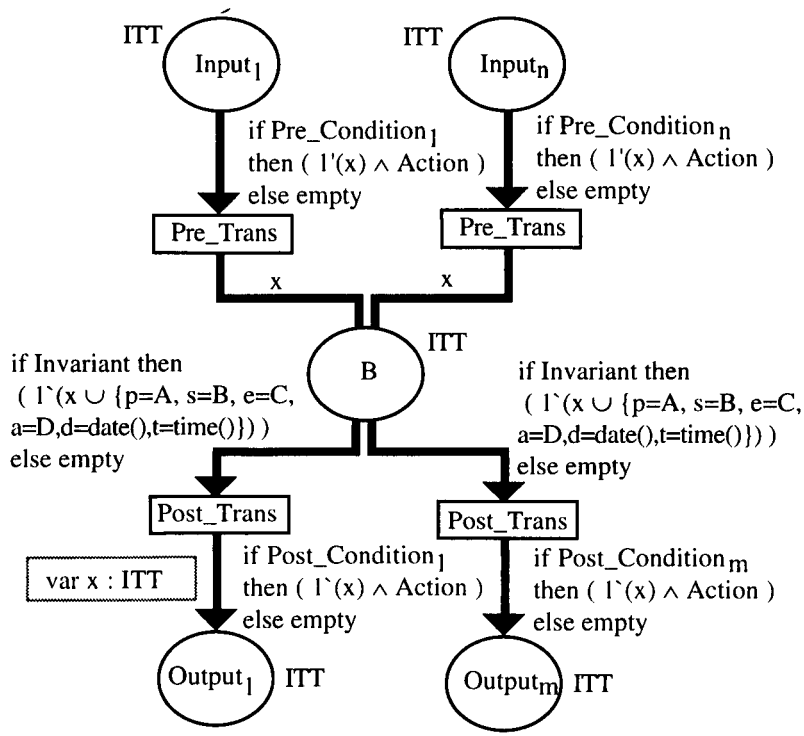 ITT
Input1
ITT
Inputn
if Pre_Condition1
then ( 1'(x) ∧ Action )
else empty
if Pre_Conditionn
then ( 1'(x) ∧ Action )
else empty
Pre_Trans
Pre_Trans
x
x
ITT
B
if Invariant then
( 1`(x ∪ {p=A, s=B, e=C,
a=D,d=date(),t=time()}) )
else empty
if Invariant then
( 1`(x ∪ {p=A, s=B, e=C,
a=D,d=date(),t=time()}) )
else empty
Post_Trans
Post_Trans
var x : ITT
if Post_Condition1
then ( 1`(x) ∧ Action )
else empty
if Post_Conditionm
then ( 1`(x) ∧ Action )
else empty
Output1
ITT
Outputm
ITT